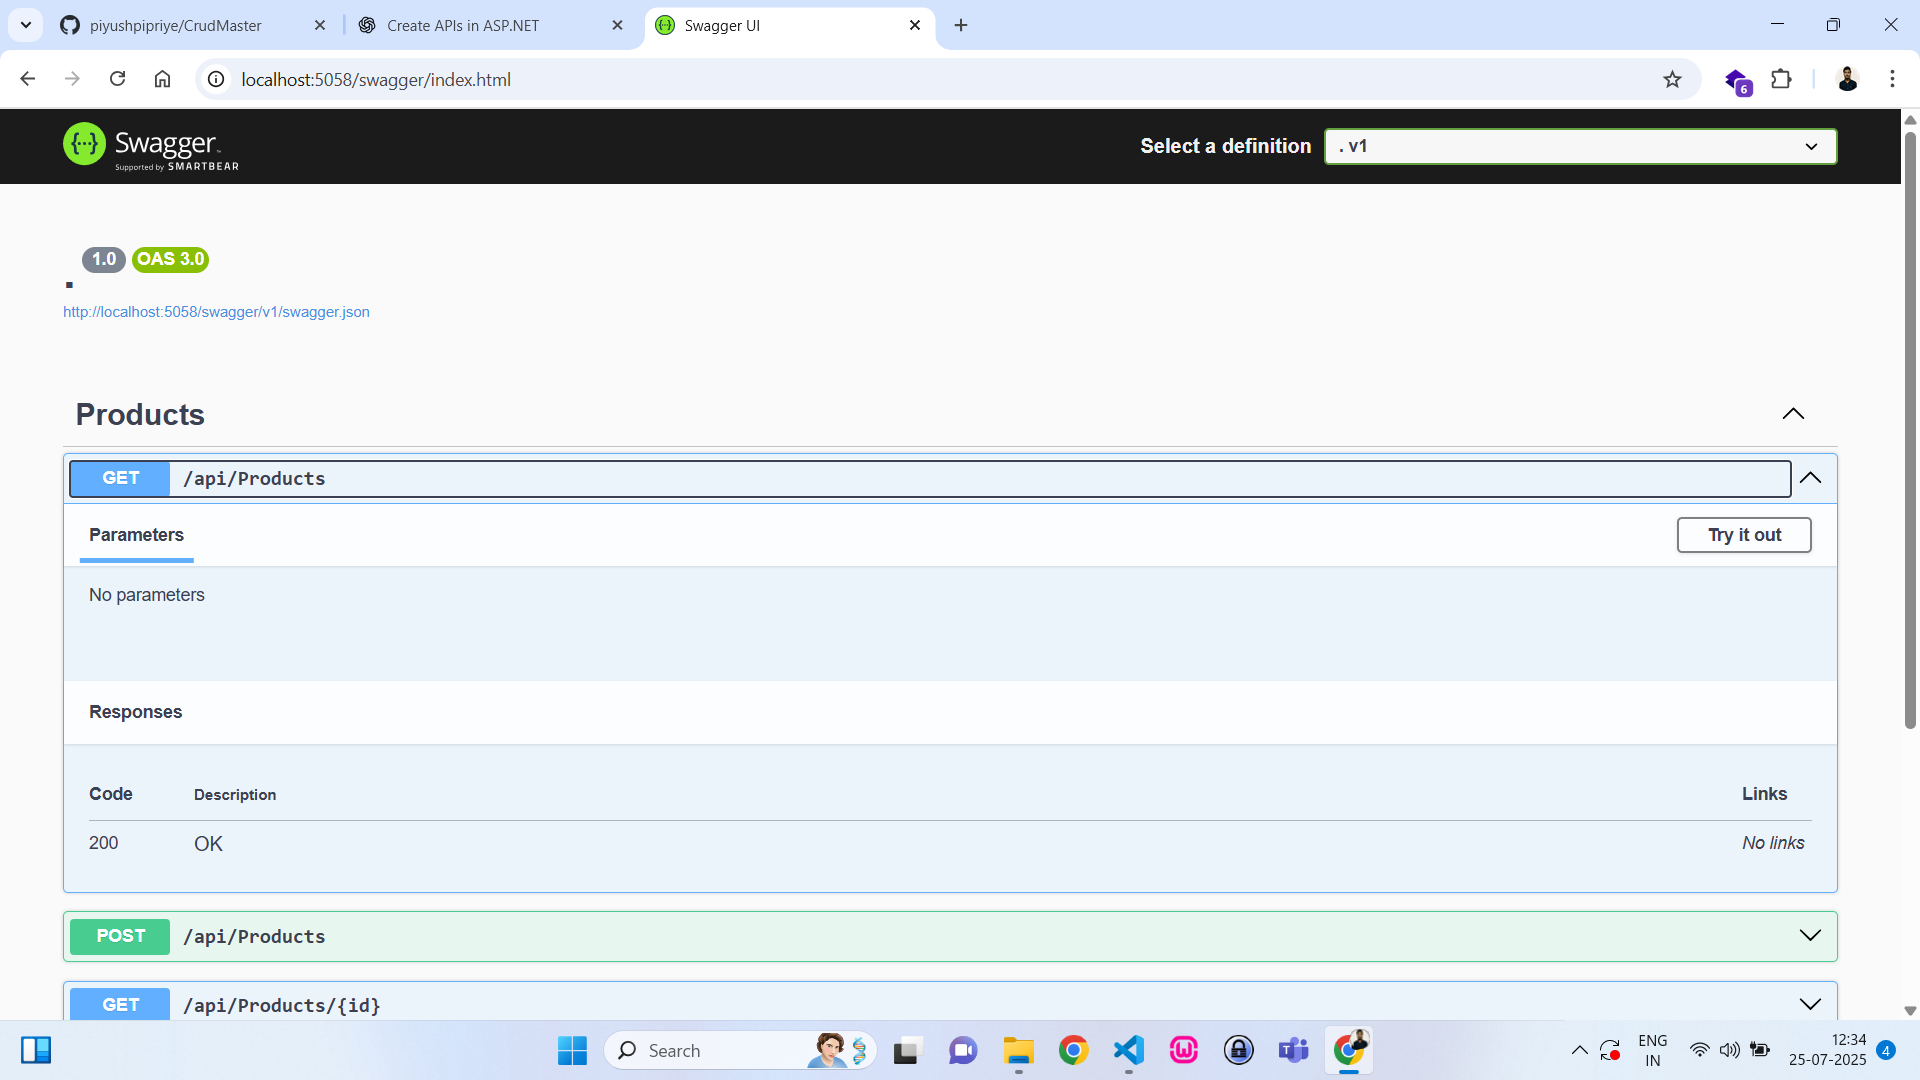 piyushpipriye/CrudMaster
Create APIs in ASP.NET
Swagger UI
localhost:5058/swagger/index.html
6
Swagger
Supported by SMARTBEAR
Select a definition
. v1
.
1.0
OAS 3.0
http://localhost:5058/swagger/v1/swagger.json
Products
GET
/api/Products
Parameters
Try it out
No parameters
Responses
Code
Description
Links
200
OK
No links
POST
/api/Products
GET
/api/Products/{id}
Search
ENG
IN
12:34
25-07-2025
4